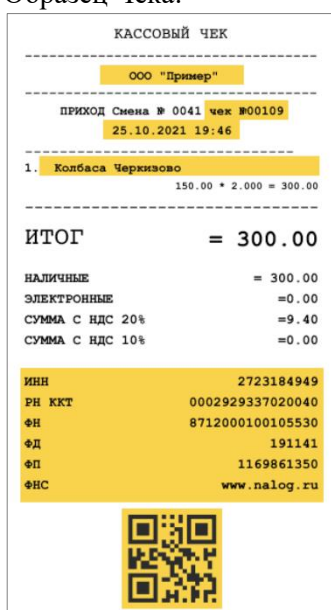 Образец чека:
КАССОВЫЙ ЧЕК
ООО "Пример"
ПРИХОД Смена № 0041 чек №00109
25.10.2021 19:46
1. Колбаса Черкизово
150.00 * 2.000 = 300.00
ИТОГ = 300.00
НАЛИЧНЫЕ = 300.00
ЭЛЕКТРОННЫЕ =0.00
СУММА С НДС 20% =9.40
СУММА С НДС 10% =0.00
ИНН 2723184949
РН ККТ 0002929337020040
ФН 8712000100105530
ФД 191141
ФП 1169861350
ФНС www.nalog.ru